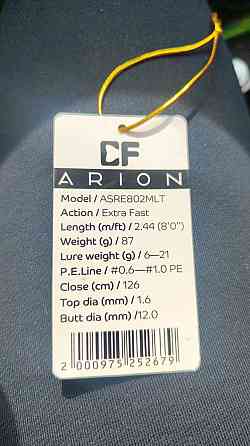 CF
ARION
Model / ASRE802MLT
Action / Extra Fast
Length (m/ft) / 2.44 (8'0")
Weight (g) / 87
Lure weight (g) / 6–21
P.E.Line / #0.6–#1.0 PE
Close (cm) / 126
Top dia (mm) / 1.6
Butt dia (mm) /12.0
2 000975 252679